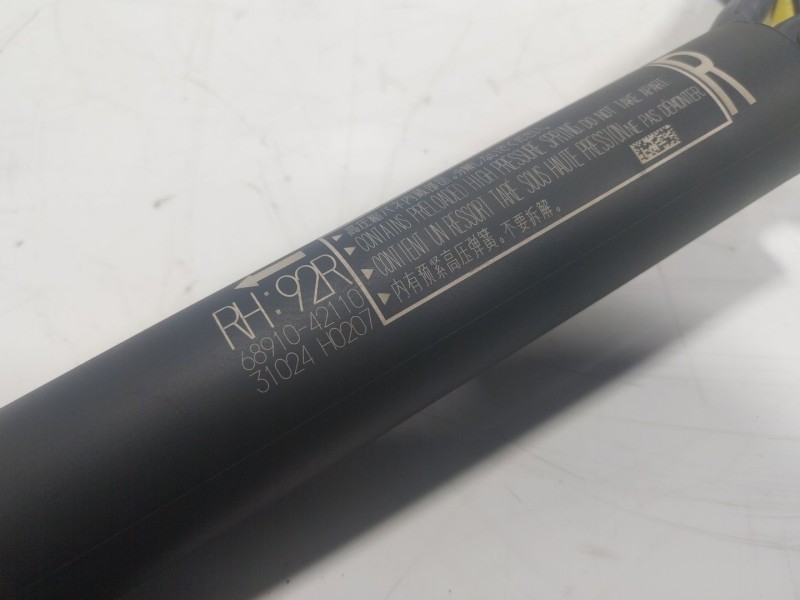 R
RH:92R
68910-42110
31024 H0207
CONTAINS PRELOADED HIGH PRESSURE SPRING. DO NOT TAKE APART.
CONTIENT UN RESSORT TARE SOUS HAUTE PRESSION. NE PAS DÉMONTER
内有预紧高压弹簧。不要拆解。